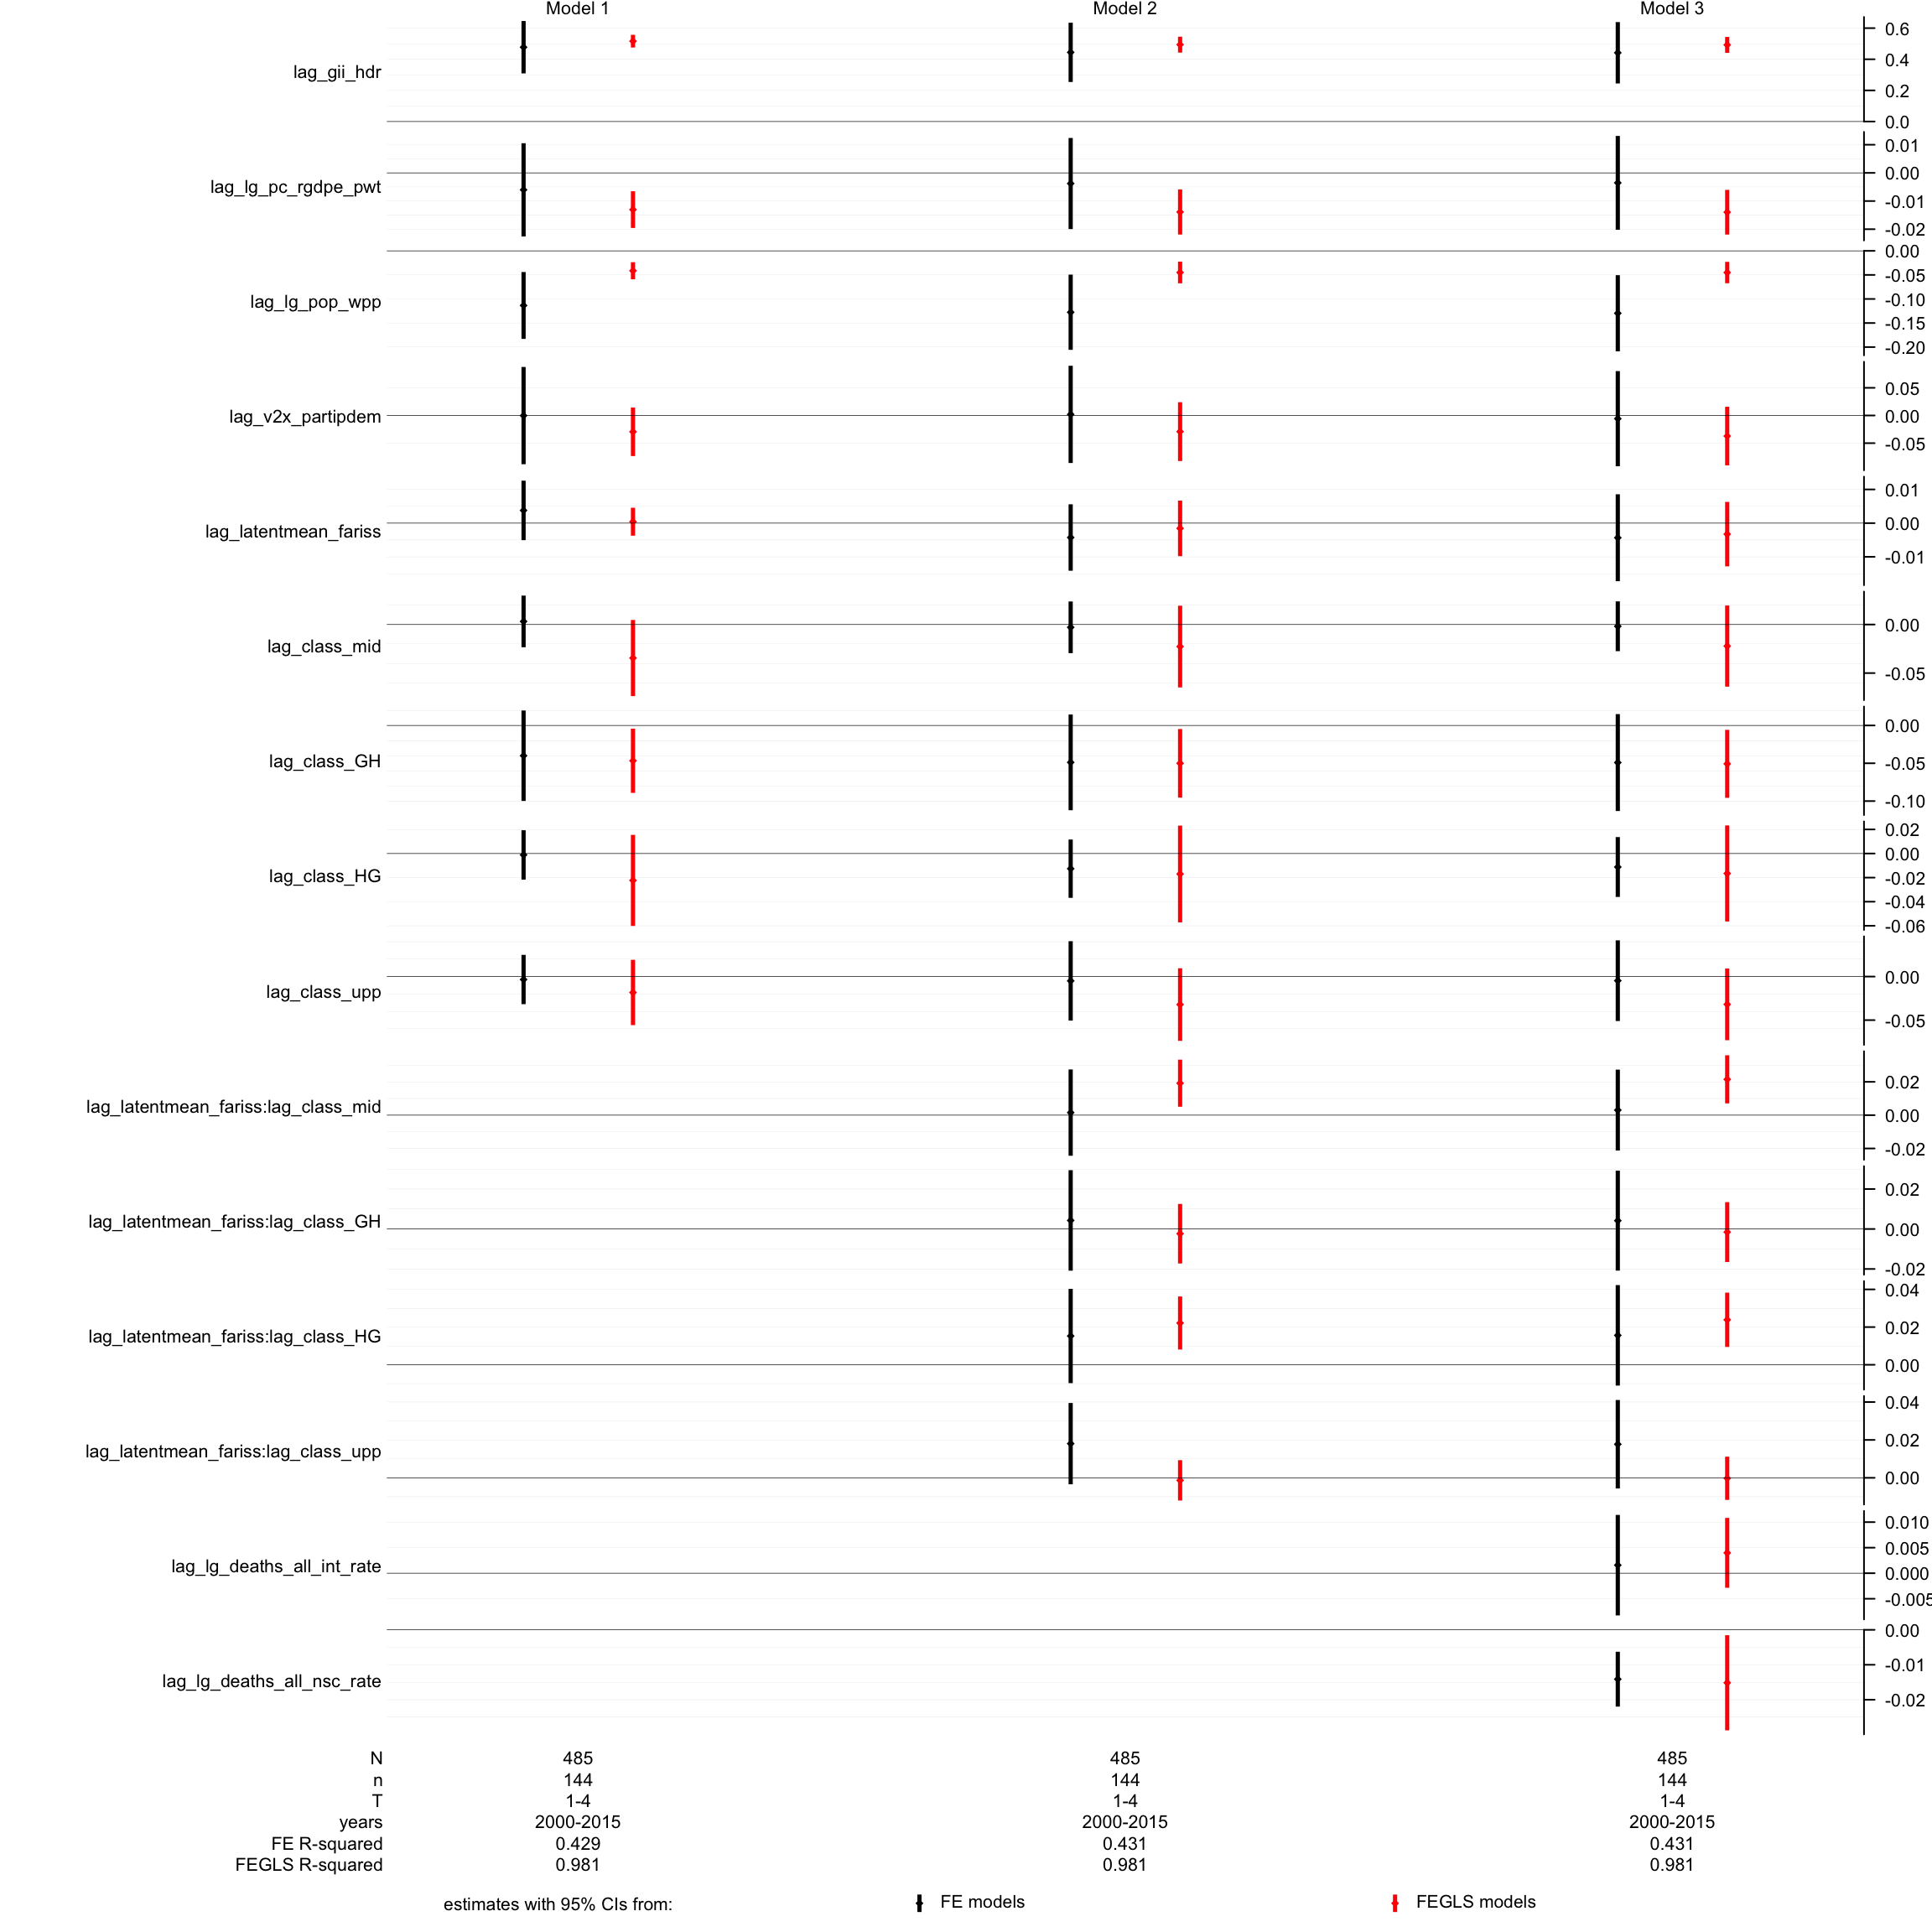 Model 1 Model 2 Model 3
lag_gii_hdr
0.6
0.4
0.2
0.0
lag_lg_pc_rgdpe_pwt
0.01
0.00
-0.01
-0.02
lag_lg_pop_wpp
0.00
-0.05
-0.10
-0.15
-0.20
lag_v2x_partipdem
0.05
0.00
-0.05
lag_latentmean_fariss
0.01
0.00
-0.01
lag_class_mid
0.00
-0.05
lag_class_GH
0.00
-0.05
-0.10
lag_class_HG
0.02
0.00
-0.02
-0.04
-0.06
lag_class_upp
0.00
-0.05
lag_latentmean_fariss:lag_class_mid
0.02
0.00
-0.02
lag_latentmean_fariss:lag_class_GH
0.02
0.00
-0.02
lag_latentmean_fariss:lag_class_HG
0.04
0.02
0.00
lag_latentmean_fariss:lag_class_upp
0.04
0.02
0.00
lag_lg_deaths_all_int_rate
0.010
0.005
0.000
-0.005
lag_lg_deaths_all_nsc_rate
0.00
-0.01
-0.02
N 485 485 485
n 144 144 144
T 1-4 1-4 1-4
years 2000-2015 2000-2015 2000-2015
FE R-squared 0.429 0.431 0.431
FEGLS R-squared 0.981 0.981 0.981
estimates with 95% CIs from: FE models FEGLS models